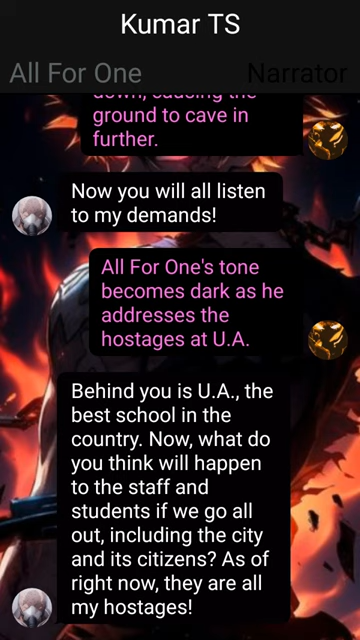 Kumar TS
All For One
Narrator
down, causing the
ground to cave in
further.
Now you will all listen
to my demands!
All For One's tone
becomes dark as he
addresses the
hostages at U.A.
Behind you is U.A., the
best school in the
country. Now, what do
you think will happen
to the staff and
students if we go all
out, including the city
and its citizens? As of
right now, they are all
my hostages!